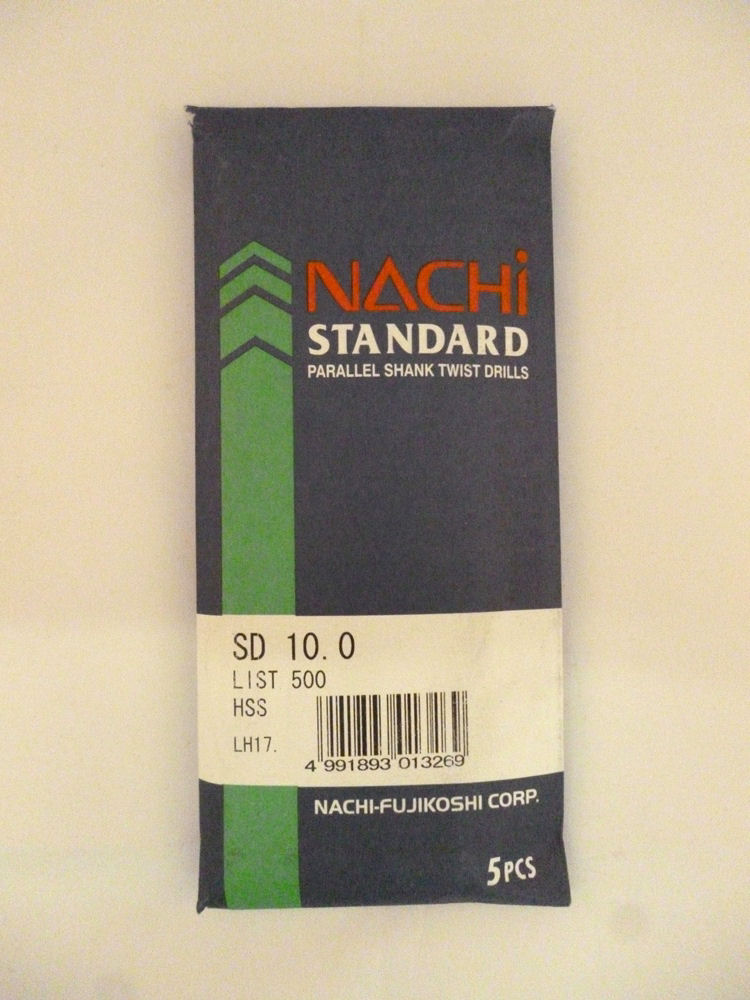 NACHi
STANDARD
PARALLEL SHANK TWIST DRILLS
SD 10.0
LIST 500
HSS
LH17.
4 991893 013269
NACHI-FUJIKOSHI CORP.
5PCS